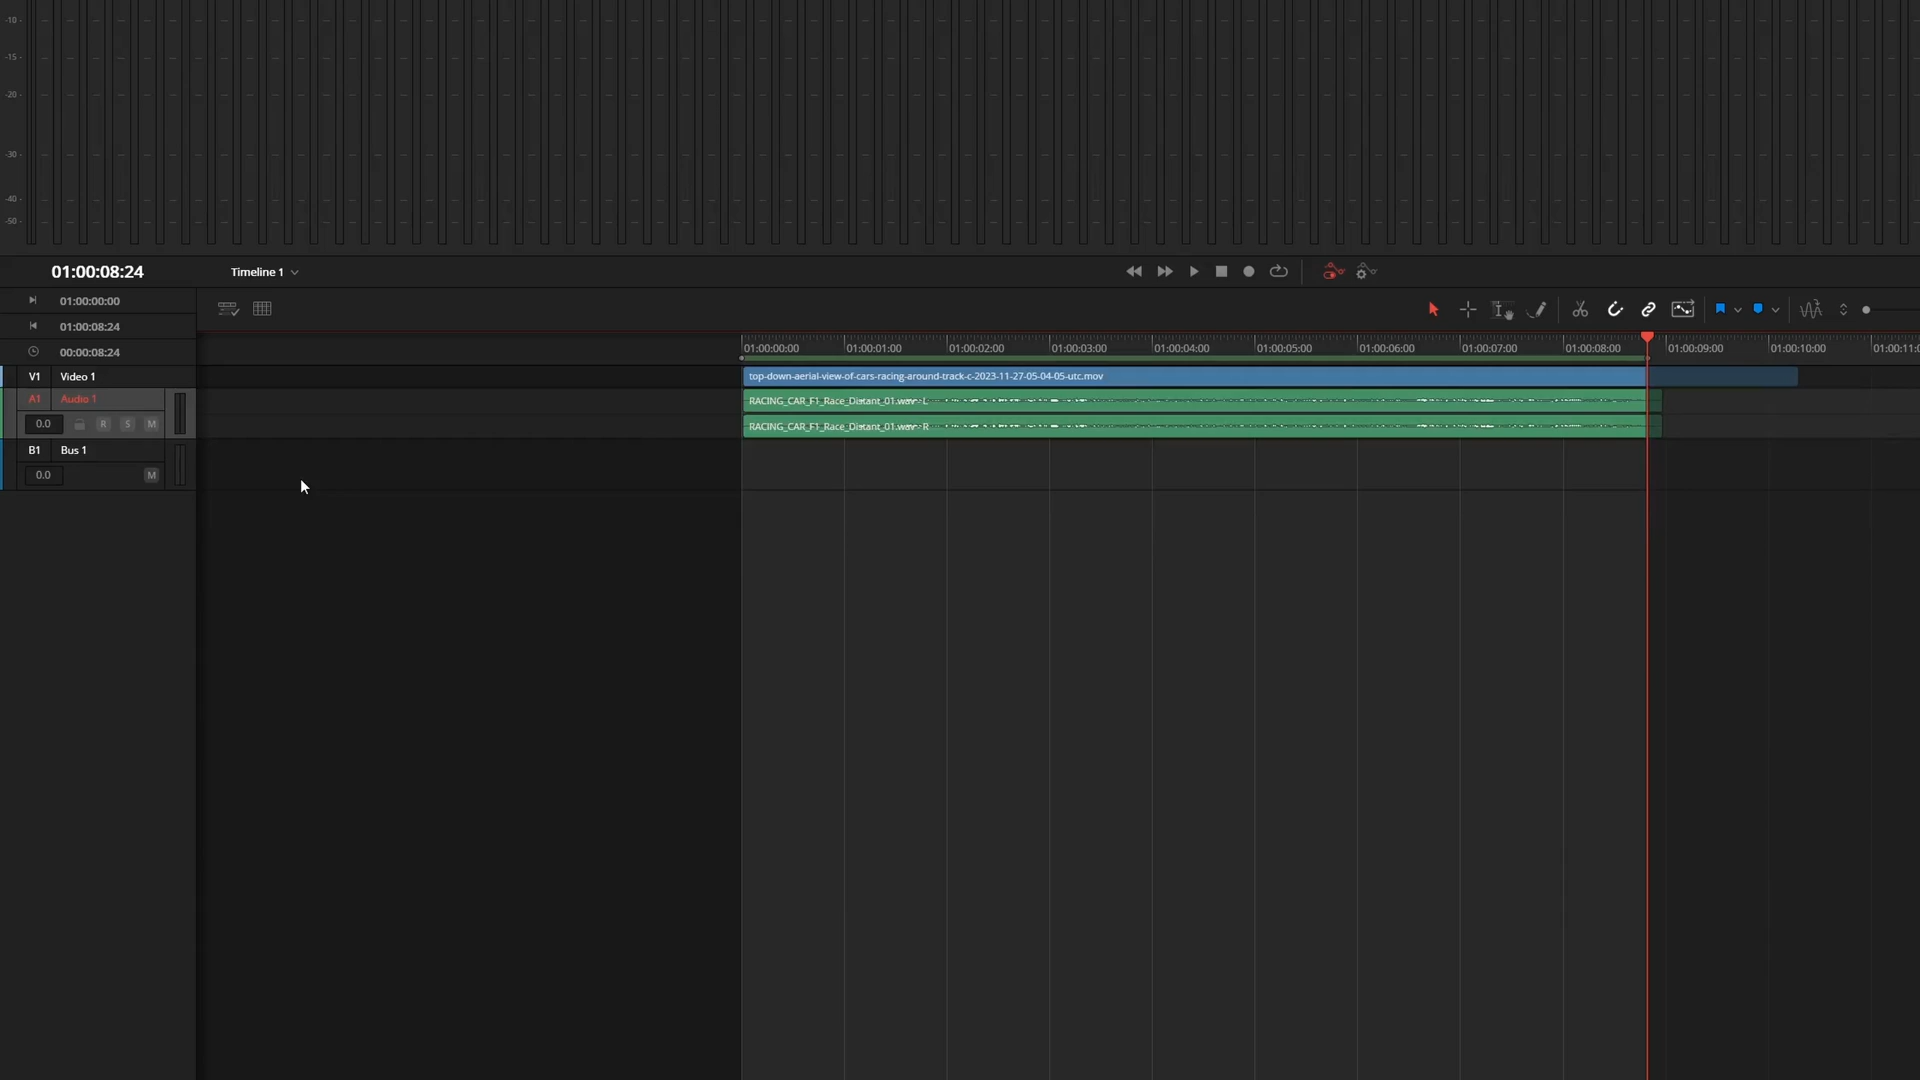 -10
-15
-20
-30
-40
-50
01:00:08:24
Timeline 1
01:00:00:00
01:00:08:24
00:00:08:24
01:00:00:00 01:00:01:00 01:00:02:00 01:00:03:00 01:00:04:00 01:00:05:00 01:00:06:00 01:00:07:00 01:00:08:00 01:00:09:00 01:00:10:00 01:00:11:0
V1 Video 1
top-down-aerial-view-of-cars-racing-around-track-c-2023-11-27-05-04-05-utc.mov
A1 Audio 1
RACING_CAR_F1_Race_Distant_01.wav - L
0.0 R S M
RACING_CAR_F1_Race_Distant_01.wav - R
B1 Bus 1
0.0 M